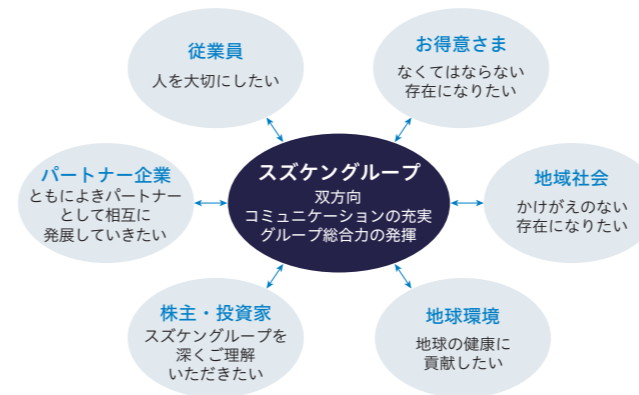 従業員
人を大切にしたい
お得意さま
なくてはならない
存在になりたい
パートナー企業
ともによきパートナー
として相互に
発展していきたい
スズケングループ
双方向
コミュニケーションの充実
グループ総合力の発揮
地域社会
かけがえのない
存在になりたい
株主・投資家
スズケングループを
深くご理解
いただきたい
地球環境
地球の健康に
貢献したい